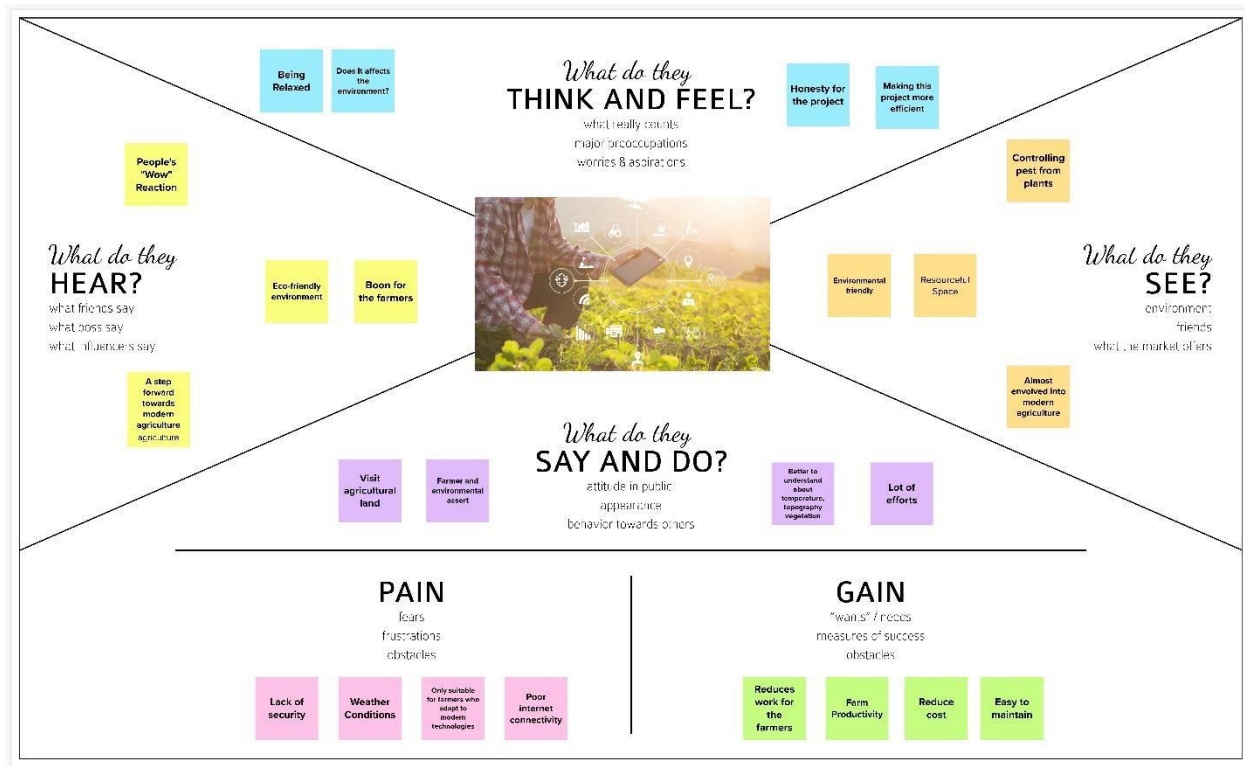 What do they
THINK AND FEEL?
what really counts
major preoccupations
worries & aspirations
Being
Relaxed
Does It affects
the
environment?
Honesty for
the project
Making this
project more
efficient
What do they
HEAR?
what friends say
what boss say
what influencers say
People's
"Wow"
Reaction
Eco-friendly
environment
Boon for
the farmers
A step
forward
towards
modern
agriculture
agriculture
What do they
SEE?
environment
friends
what the market offers
Controlling
pest from
plants
Environmental
friendly
Resourceful
Space
Almost
envolved into
modern
agriculture
What do they
SAY AND DO?
attitude in public
appearance
behavior towards others
Visit
agricultural
land
Farmer and
environmental
assert
Better to
understand
about
temperature,
topography
vegetation
Lot of
efforts
PAIN
fears
frustrations
obstacles
Lack of
security
Weather
Conditions
Only suitable
for farmers who
adapt to
modern
technologies
Poor
internet
connectivity
GAIN
"wants" / needs
measures of success
obstacles
Reduces
work for
the
farmers
Farm
Productivity
Reduce
cost
Easy to
maintain